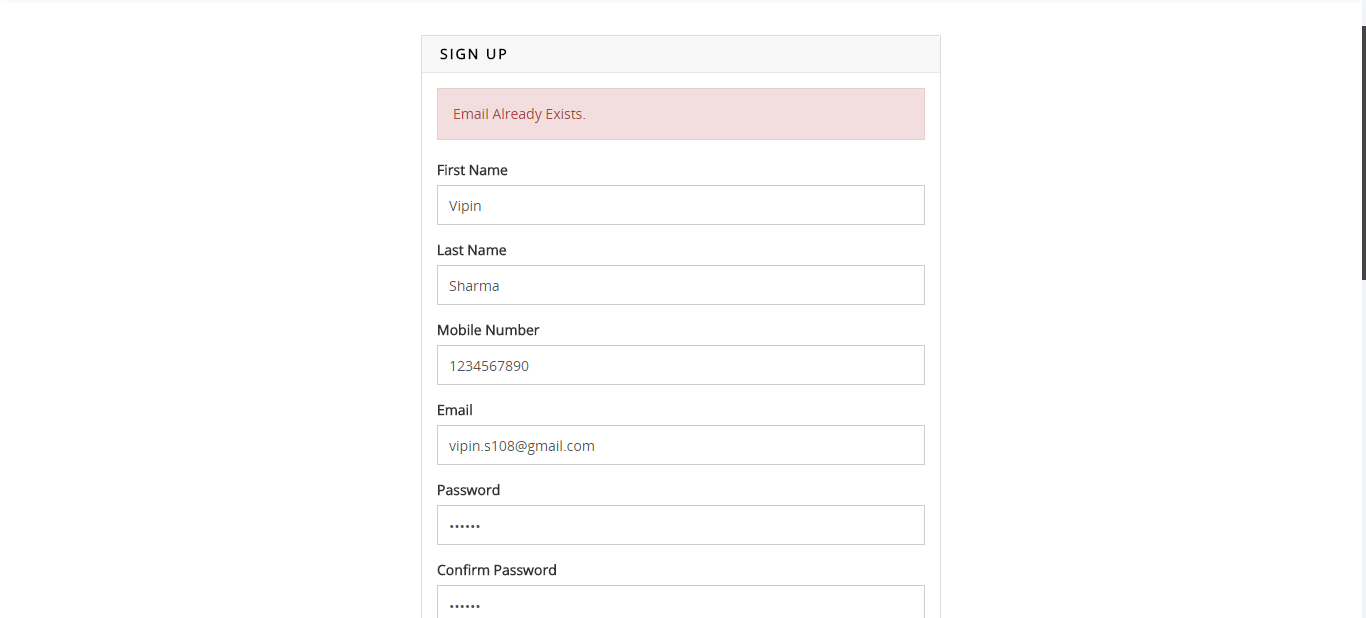 SIGN UP
Email Already Exists.
First Name
Vipin
Last Name
Sharma
Mobile Number
1234567890
Email
vipin.s108@gmail.com
Password
••••••
Confirm Password
••••••